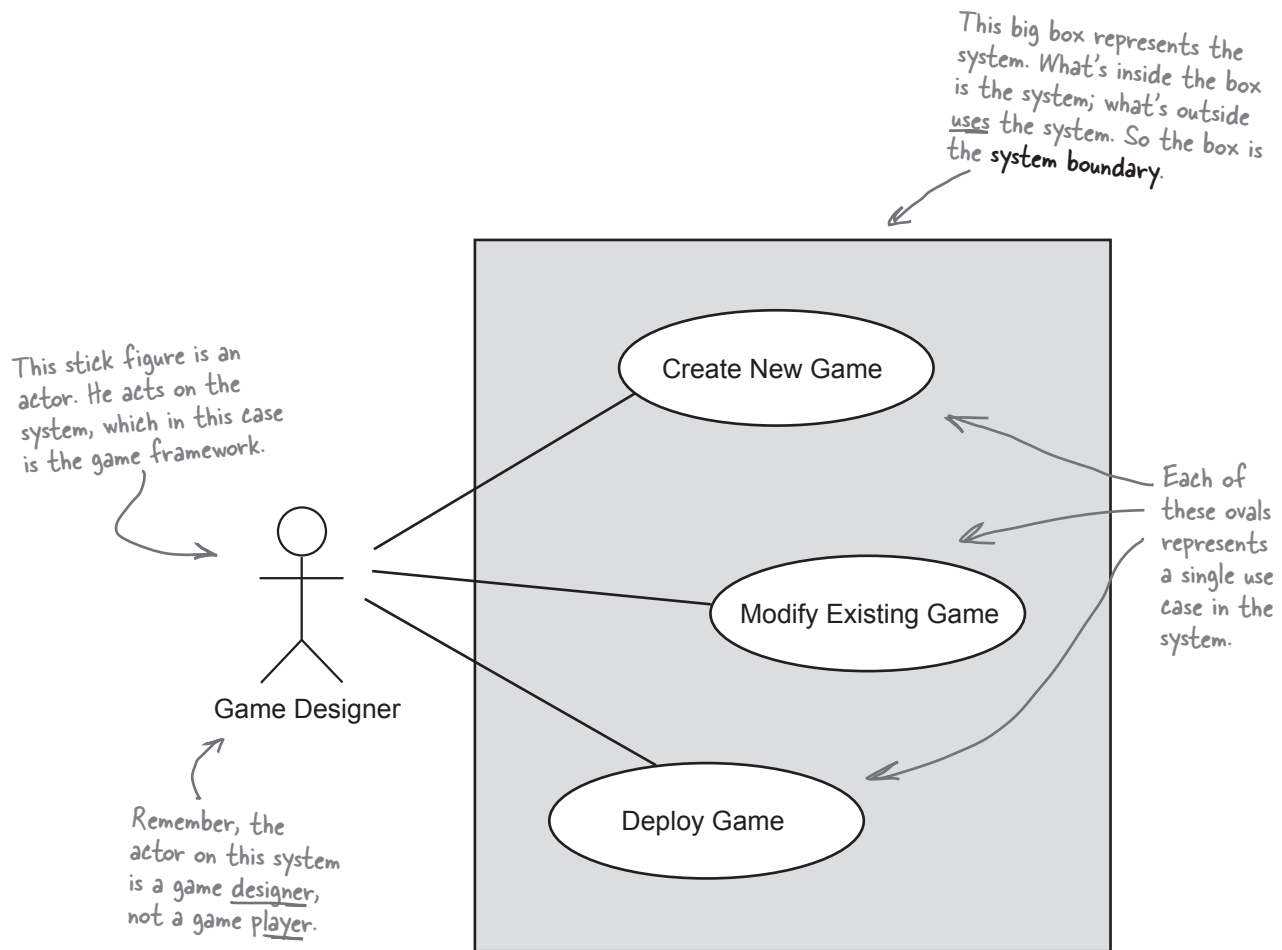 This big box represents the
system. What's inside the box
is the system; what's outside
uses the system. So the box is
the system boundary.
Create New Game
This stick figure is an
actor. He acts on the
system, which in this case
is the game framework.
Each of
these ovals
represents
a single use
case in the
system.
Modify Existing Game
Game Designer
Deploy Game
Remember, the
actor on this system
is a game designer,
not a game player.